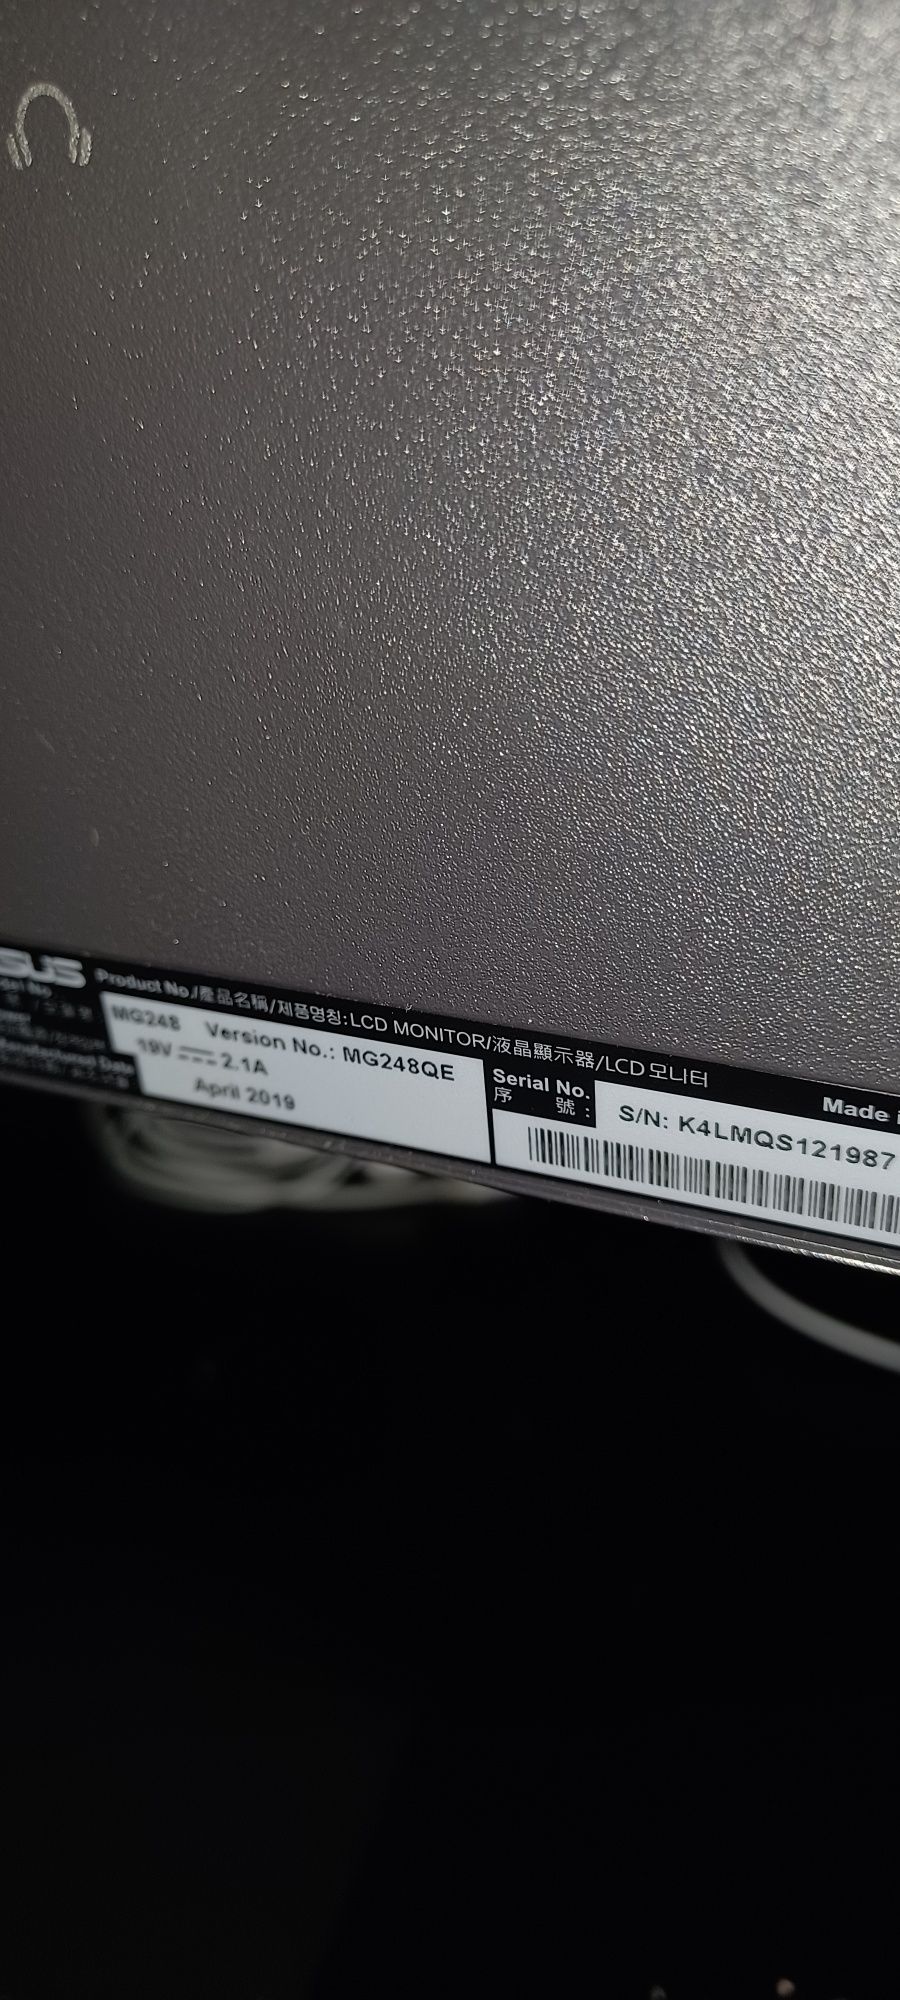 SUS
Product No./產品名稱/제품명칭:LCD MONITOR/液晶顯示器/LCD 모니터
MG248 Version No.: MG248QE
19V ⎓ 2.1A
April 2019
Serial No.
序 號 :
S/N: K4LMQS121987
Made i